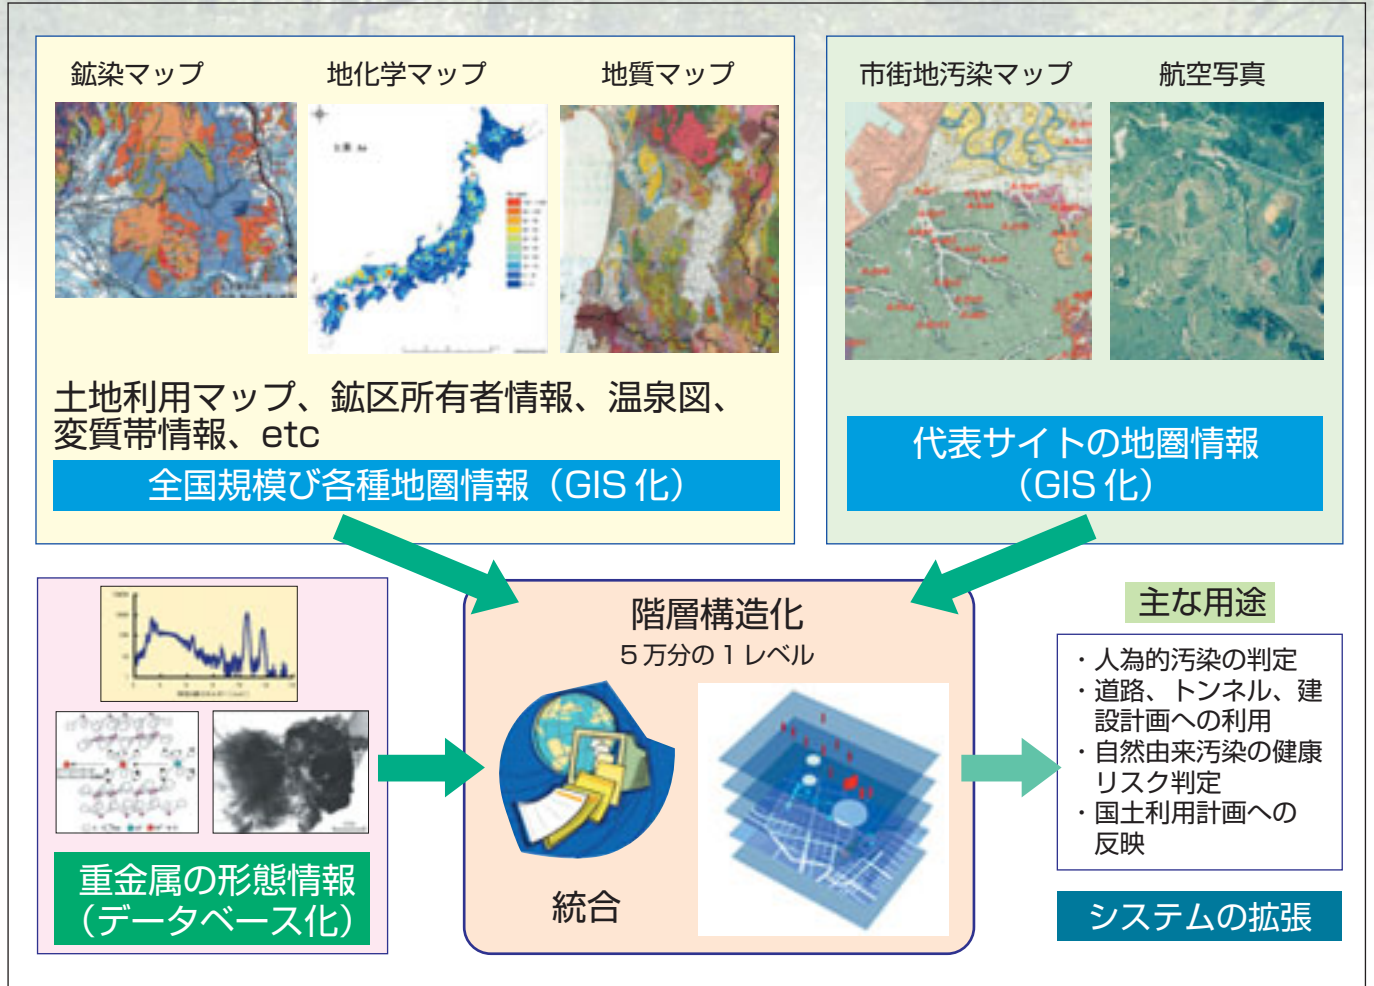 鉱染マップ
地化学マップ
地質マップ
土地利用マップ、鉱区所有者情報、温泉図、
変質帯情報、etc
全国規模び各種地圏情報（GIS 化）
市街地汚染マップ
航空写真
代表サイトの地圏情報
（GIS 化）
重金属の形態情報
（データベース化）
階層構造化
5 万分の 1 レベル
統合
主な用途
・人為的汚染の判定
・道路、トンネル、建
設計画への利用
・自然由来汚染の健康
リスク判定
・国土利用計画への
反映
システムの拡張